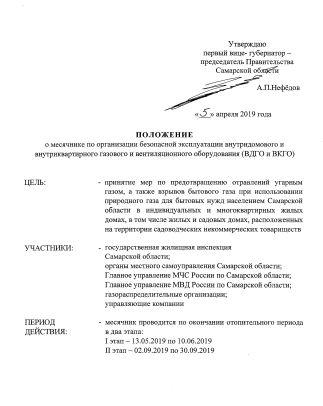 Утверждаю
первый вице- губернатор –
председатель Правительства
Самарской области
А.П.Нефёдов
«5» апреля 2019 года
ПОЛОЖЕНИЕ
о месячнике по организации безопасной эксплуатации внутридомового и
внутриквартирного газового и вентиляционного оборудования (ВДГО и ВКГО)
ЦЕЛЬ: - принятие мер по предотвращению отравлений угарным
газом, а также взрывов бытового газа при использовании
природного газа для бытовых нужд населением Самарской
области в индивидуальных и многоквартирных жилых
домах, в том числе жилых и садовых домах, расположенных
на территории садоводческих некоммерческих товариществ
УЧАСТНИКИ: - государственная жилищная инспекция
Самарской области;
органы местного самоуправления Самарской области;
Главное управление МЧС России по Самарской области;
Главное управление МВД России по Самарской области;
газораспределительные организации;
управляющие компании
ПЕРИОД - месячник проводится по окончании отопительного периода
ДЕЙСТВИЯ: в два этапа:
I этап – 13.05.2019 по 10.06.2019
II этап – 02.09.2019 по 30.09.2019